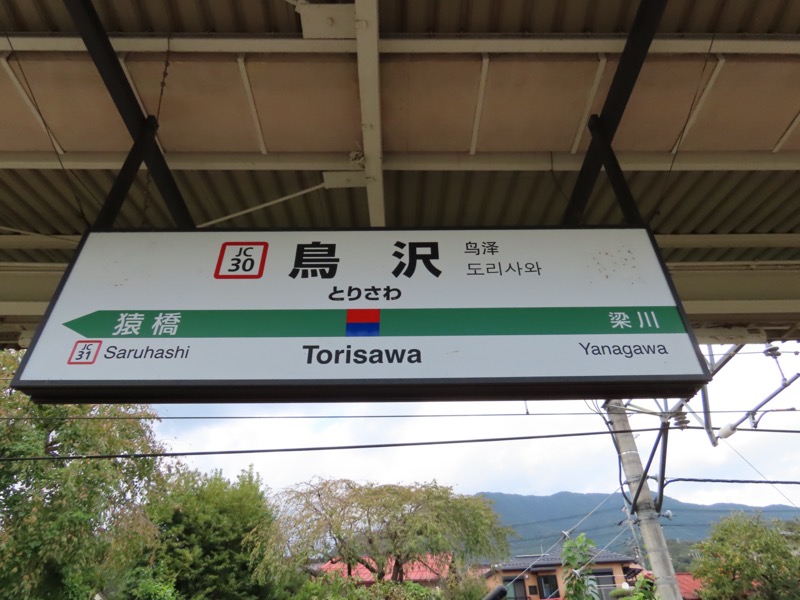 JC
30
鳥沢
鸟泽
도리사와
とりさわ
猿橋
梁川
JC
31
Saruhashi
Torisawa
Yanagawa